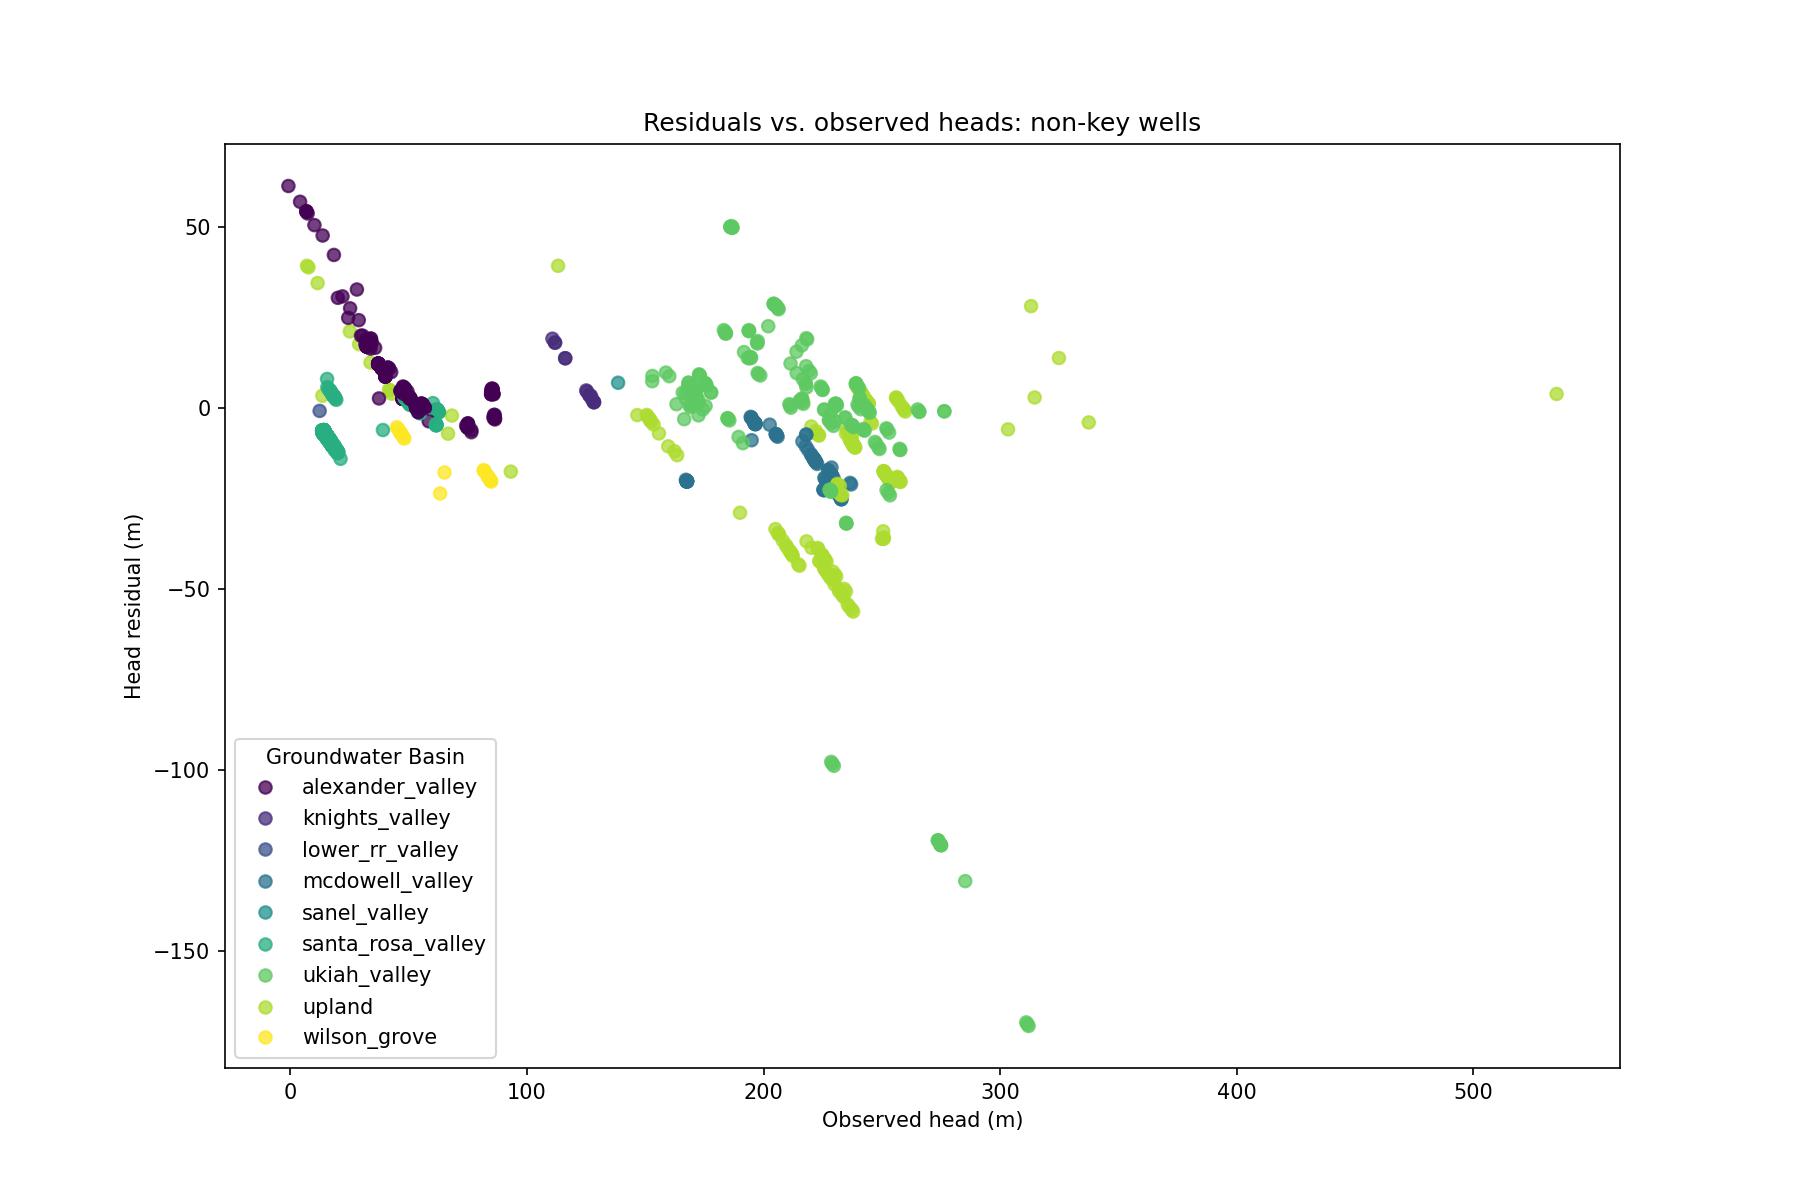 Residuals vs. observed heads: non-key wells
50
0
−50
−100
−150
Head residual (m)
Groundwater Basin
alexander_valley
knights_valley
lower_rr_valley
mcdowell_valley
sanel_valley
santa_rosa_valley
ukiah_valley
upland
wilson_grove
0 100 200 300 400 500
Observed head (m)